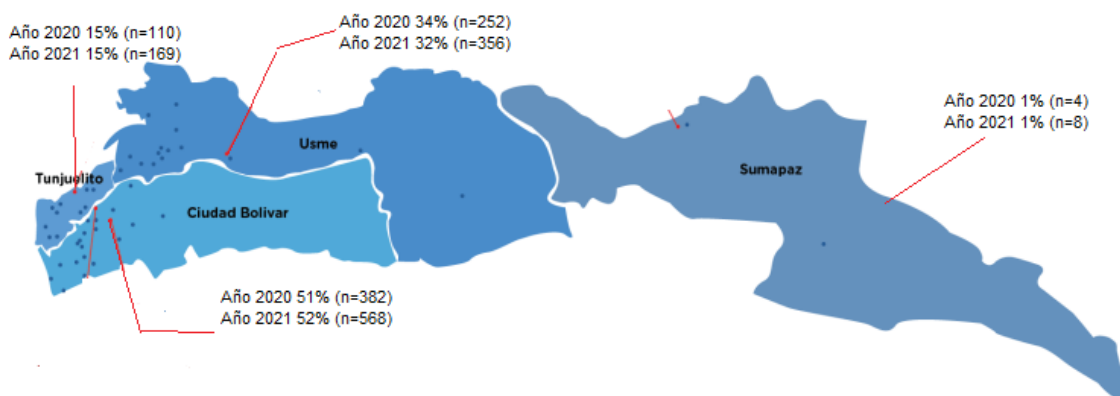 Año 2020 15% (n=110)
Año 2021 15% (n=169)
Año 2020 34% (n=252)
Año 2021 32% (n=356)
Año 2020 1% (n=4)
Año 2021 1% (n=8)
Usme
Sumapaz
Tunjuelito
Ciudad Bolivar
Año 2020 51% (n=382)
Año 2021 52% (n=568)